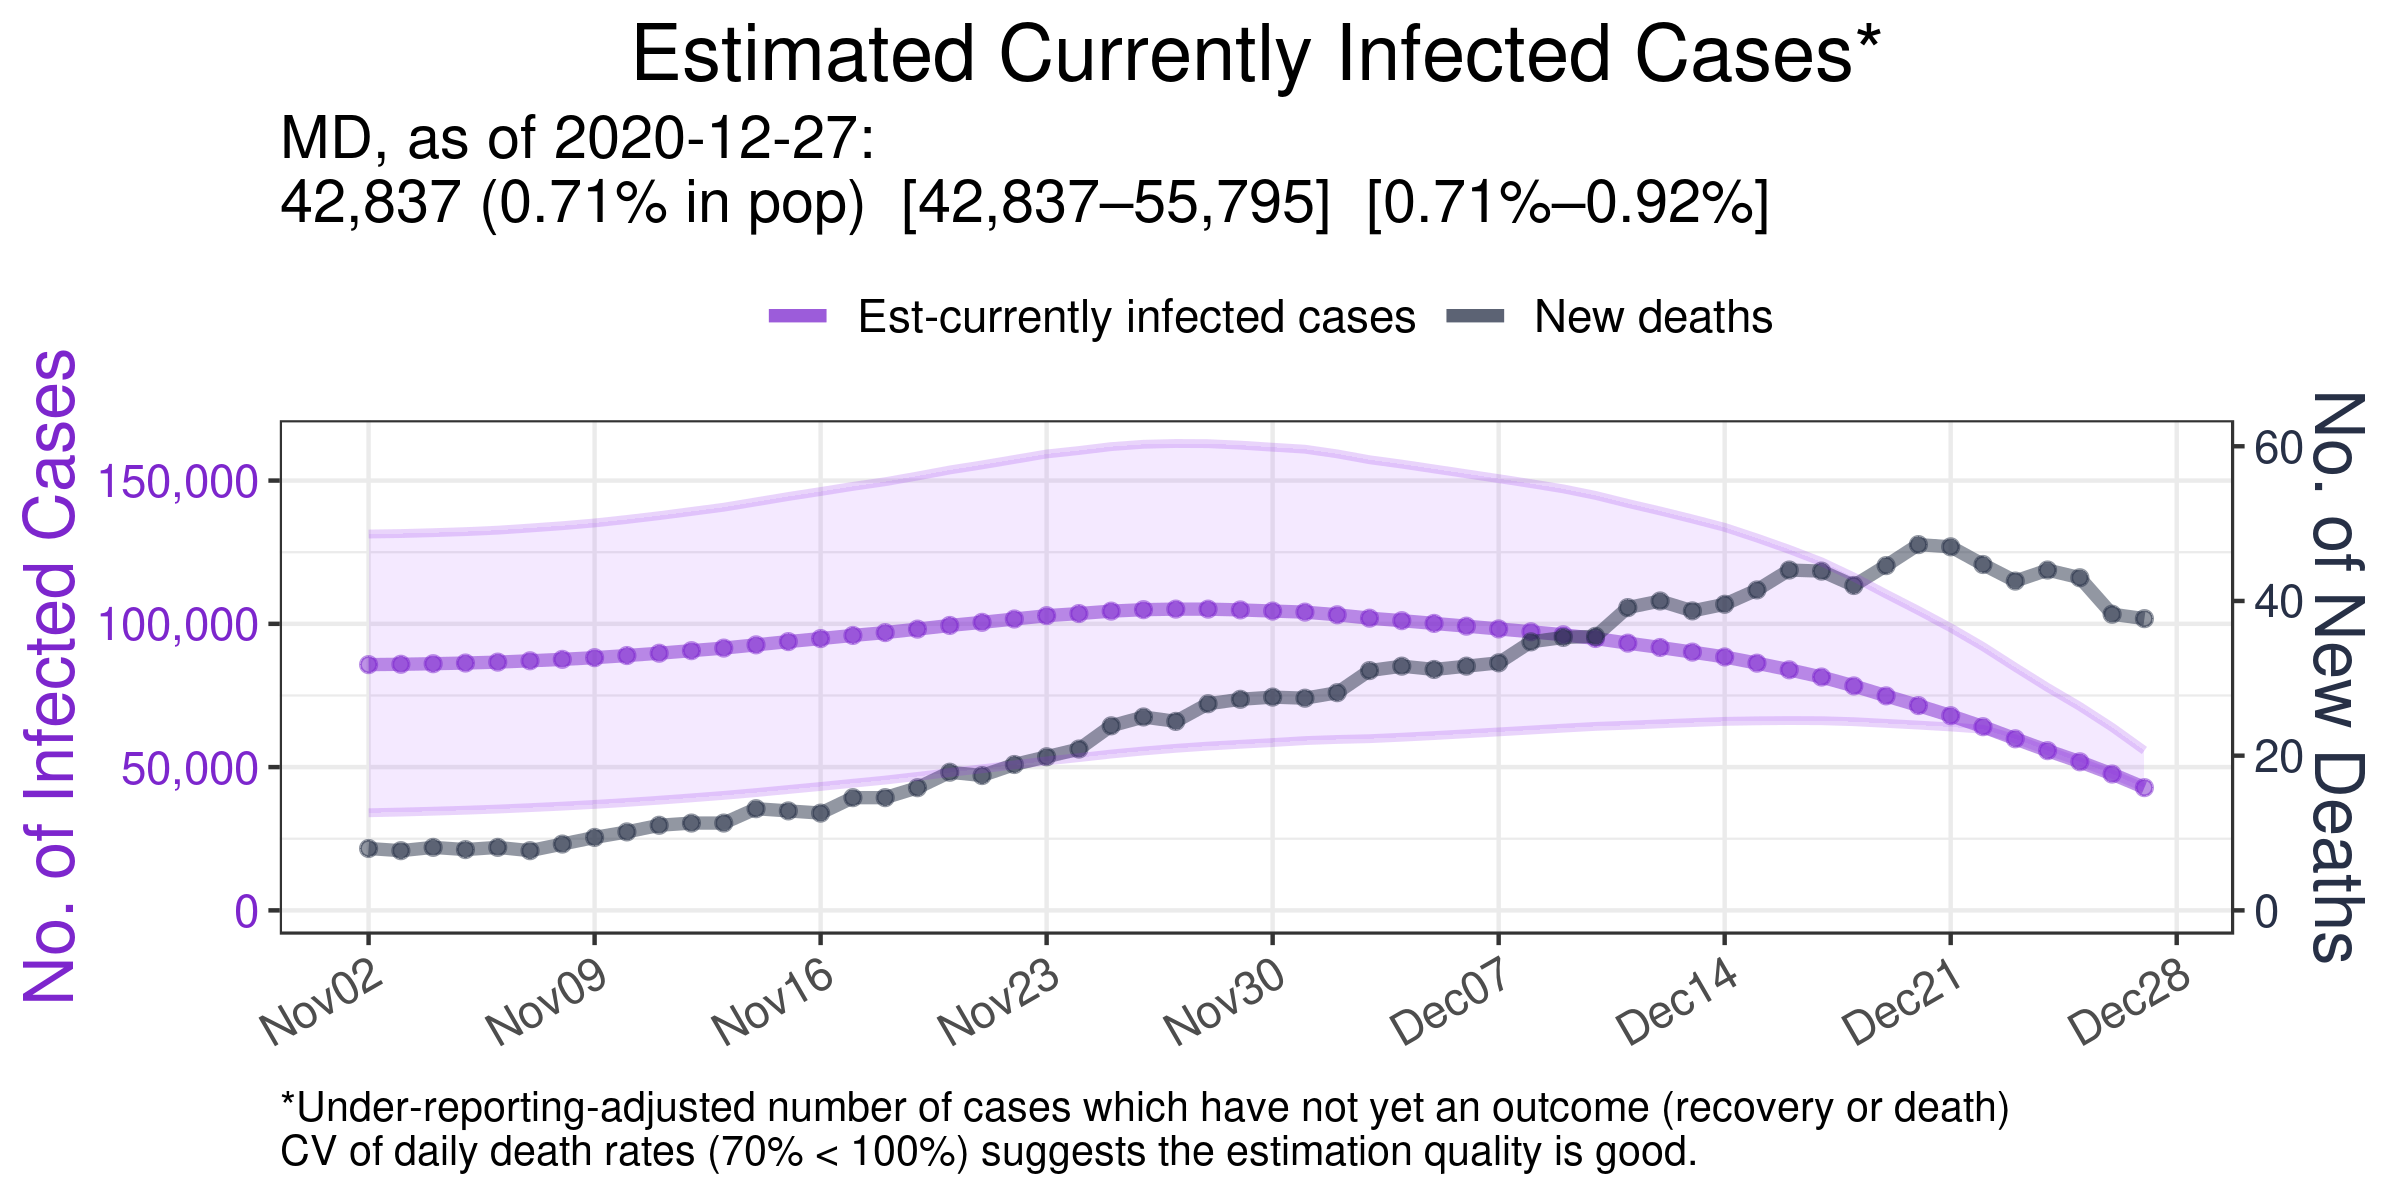 Estimated Currently Infected Cases*
MD, as of 2020-12-27:
42,837 (0.71% in pop)  [42,837–55,795]  [0.71%–0.92%]
Est-currently infected cases
New deaths
No. of Infected Cases
150,000
100,000
50,000
0
60
40
20
0
No. of New Deaths
Nov02
Nov09
Nov16
Nov23
Nov30
Dec07
Dec14
Dec21
Dec28
*Under-reporting-adjusted number of cases which have not yet an outcome (recovery or death)
CV of daily death rates (70% < 100%) suggests the estimation quality is good.